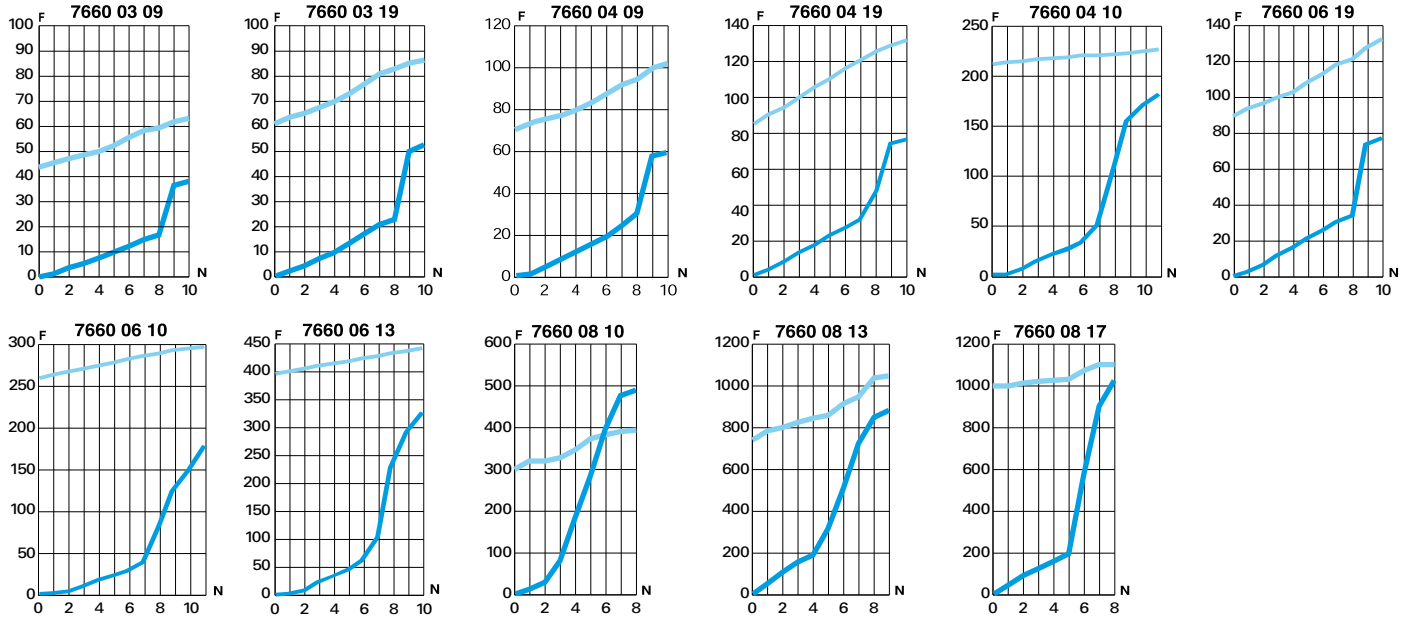 F 7660 03 09
100
90
80
70
60
50
40
30
20
10
0
0 2 4 6 8 10
N
F 7660 03 19
100
90
80
70
60
50
40
30
20
10
0
0 2 4 6 8 10
N
F 7660 04 09
120
100
80
60
40
20
0
0 2 4 6 8 10
N
F 7660 04 19
140
120
100
80
60
40
20
0
0 2 4 6 8 10
N
F 7660 04 10
250
200
150
100
50
0
0 2 4 6 8 10
N
F 7660 06 19
140
120
100
80
60
40
20
0
0 2 4 6 8 10
N
F 7660 06 10
300
250
200
150
100
50
0
0 2 4 6 8 10
N
F 7660 06 13
450
400
350
300
250
200
150
100
50
0
0 2 4 6 8 10
N
F 7660 08 10
600
500
400
300
200
100
0
0 2 4 6 8
N
F 7660 08 13
1200
1000
800
600
400
200
0
0 2 4 6 8
N
F 7660 08 17
1200
1000
800
600
400
200
0
0 2 4 6 8
N